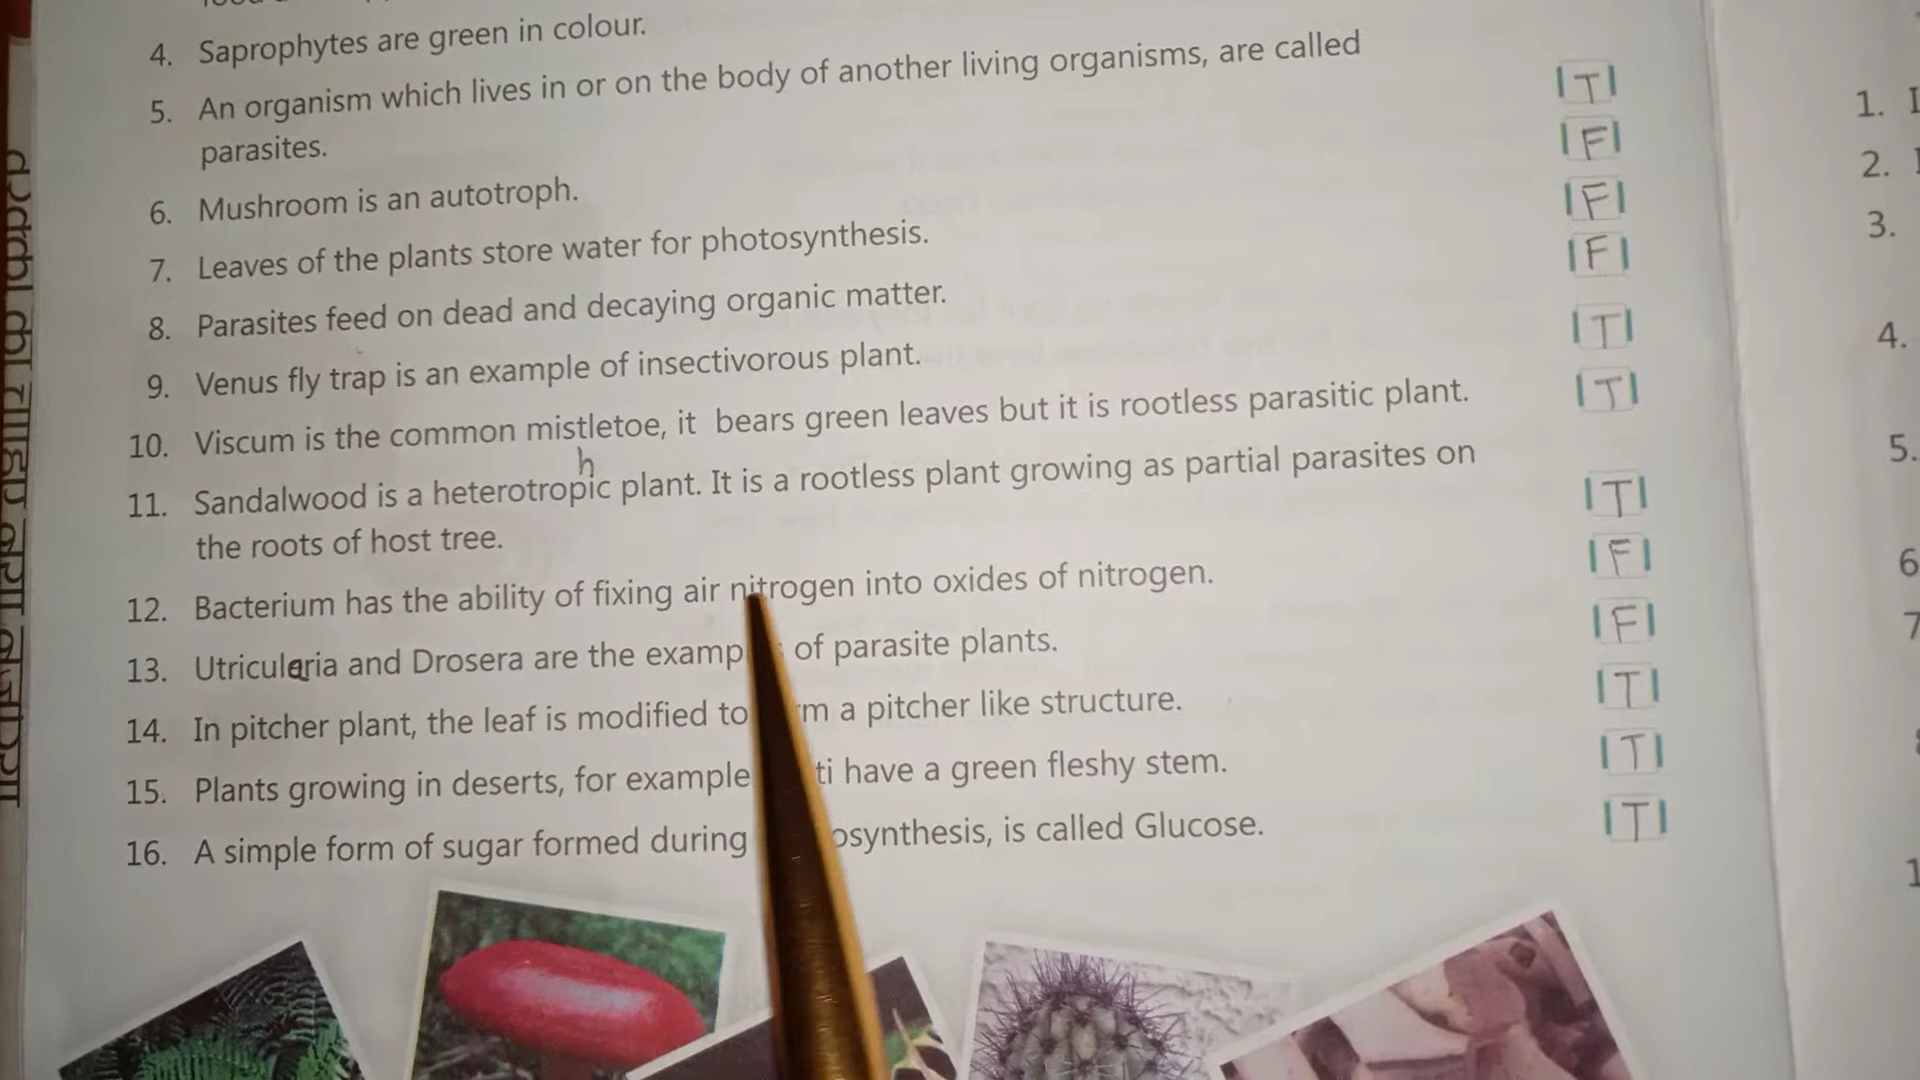 4. Saprophytes are green in colour.
5. An organism which lives in or on the body of another living organisms, are called
parasites. |T|
6. Mushroom is an autotroph. |F|
7. Leaves of the plants store water for photosynthesis. |F|
8. Parasites feed on dead and decaying organic matter. |F|
9. Venus fly trap is an example of insectivorous plant. |T|
10. Viscum is the common mistletoe, it bears green leaves but it is rootless parasitic plant. |T|
h
11. Sandalwood is a heterotropic plant. It is a rootless plant growing as partial parasites on
the roots of host tree. |T|
12. Bacterium has the ability of fixing air nitrogen into oxides of nitrogen. |F|
13. Utricularia and Drosera are the examp of parasite plants. |F|
14. In pitcher plant, the leaf is modified to m a pitcher like structure. |T|
15. Plants growing in deserts, for example ti have a green fleshy stem. |T|
16. A simple form of sugar formed during osynthesis, is called Glucose. |T|
1. I
2.
3.
4.
5.
6
7
1